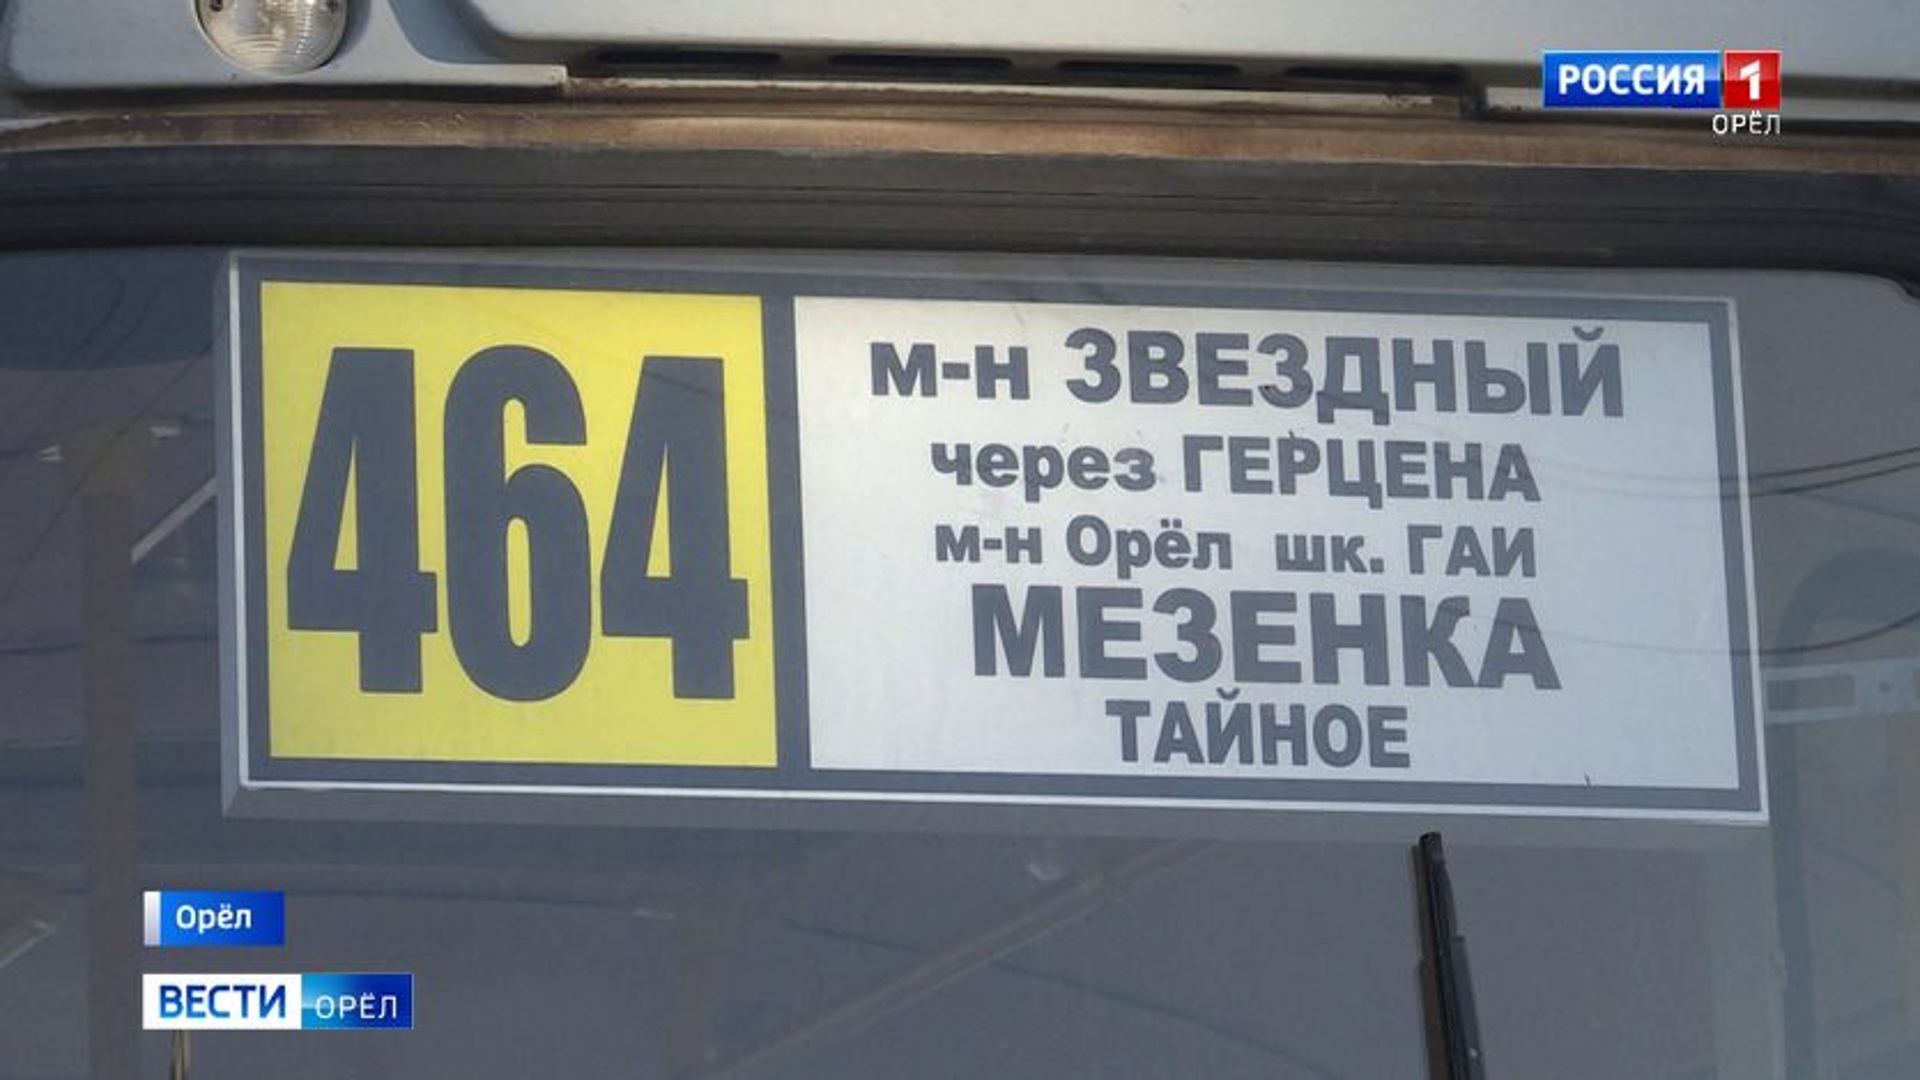 РОССИЯ 1
ОРЁЛ
464
м-н ЗВЕЗДНЫЙ
через ГЕРЦЕНА
м-н Орёл шк. ГАИ
МЕЗЕНКА
ТАЙНОЕ
Орёл
ВЕСТИ ОРЁЛ